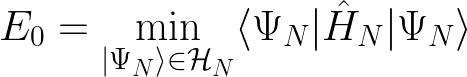 $E_0 = \min_{|\Psi_N\rangle \in \mathcal{H}_N} \langle \Psi_N | \hat{H}_N | \Psi_N \rangle$